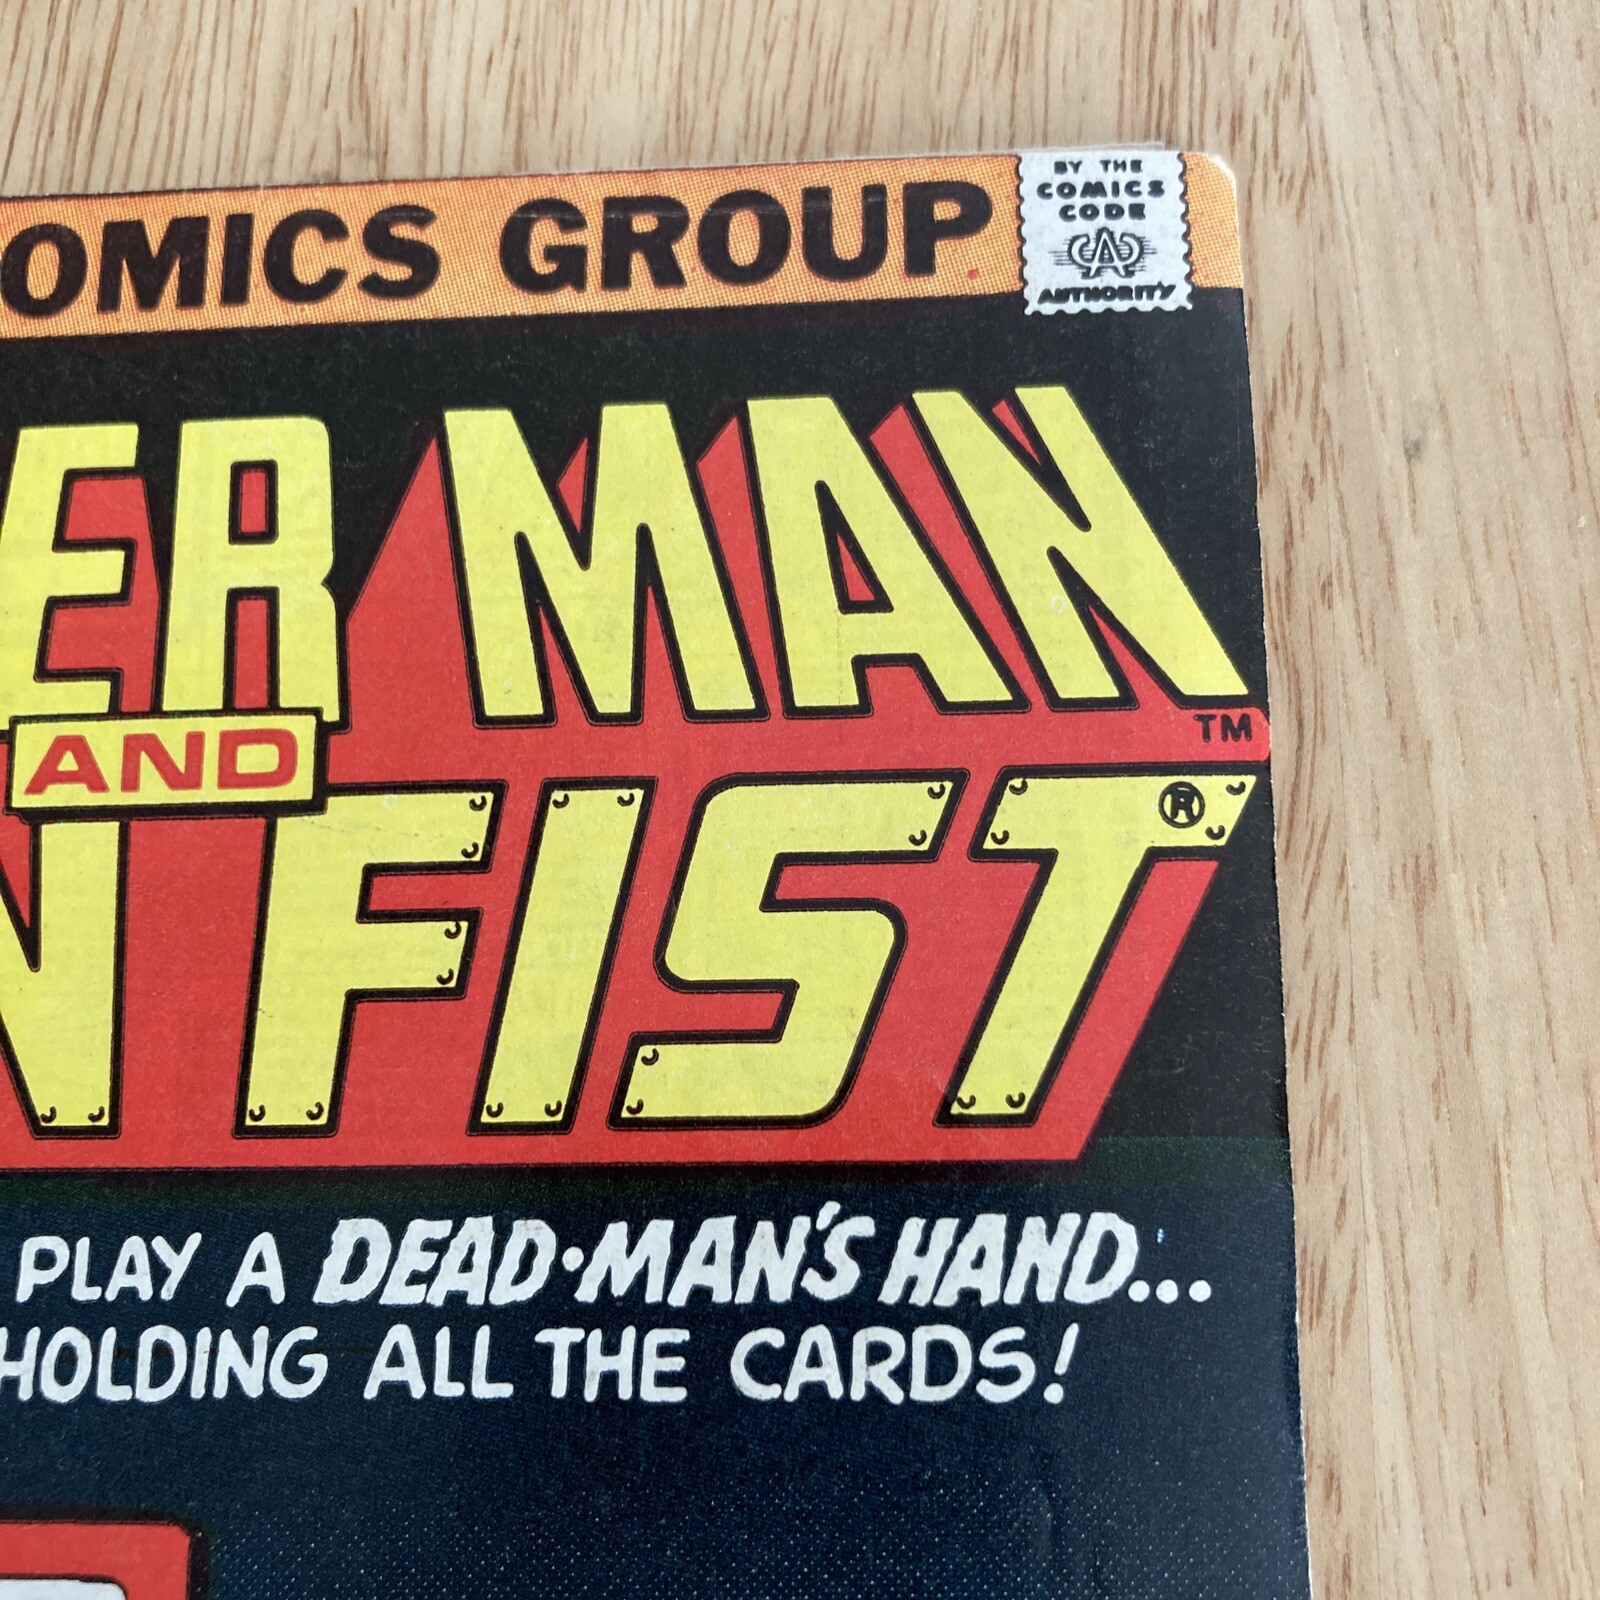 OMICS GROUP
BY THE
COMICS
CODE
A
AUTHORITY
ER MAN
TM
AND
N FIST
®
PLAY A DEAD•MAN'S HAND...
HOLDING ALL THE CARDS!